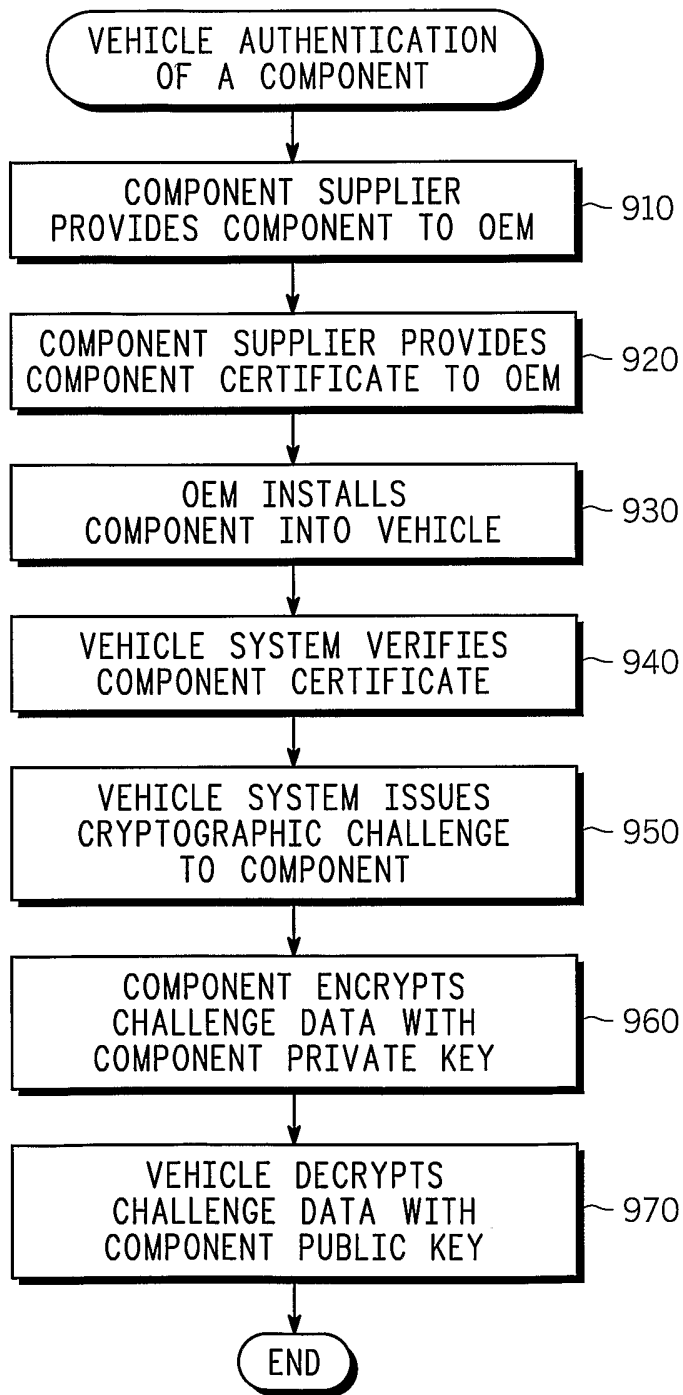 VEHICLE AUTHENTICATION
OF A COMPONENT
COMPONENT SUPPLIER
PROVIDES COMPONENT TO OEM
910
COMPONENT SUPPLIER PROVIDES
COMPONENT CERTIFICATE TO OEM
920
OEM INSTALLS
COMPONENT INTO VEHICLE
930
VEHICLE SYSTEM VERIFIES
COMPONENT CERTIFICATE
940
VEHICLE SYSTEM ISSUES
CRYPTOGRAPHIC CHALLENGE
TO COMPONENT
950
COMPONENT ENCRYPTS
CHALLENGE DATA WITH
COMPONENT PRIVATE KEY
960
VEHICLE DECRYPTS
CHALLENGE DATA WITH
COMPONENT PUBLIC KEY
970
END